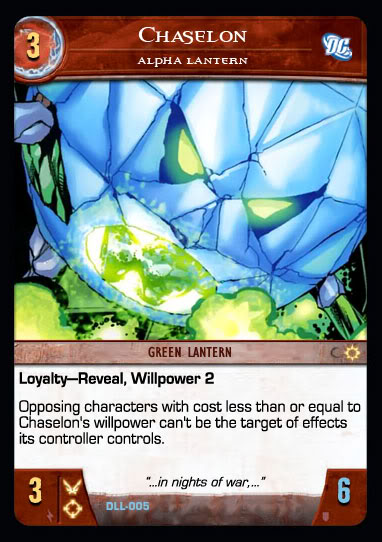 3
Chaselon
Alpha Lantern
DC
GREEN LANTERN
Loyalty—Reveal, Willpower 2
Opposing characters with cost less than or equal to
Chaselon's willpower can't be the target of effects
its controller controls.
"...in nights of war,..."
3
DLL-005
6